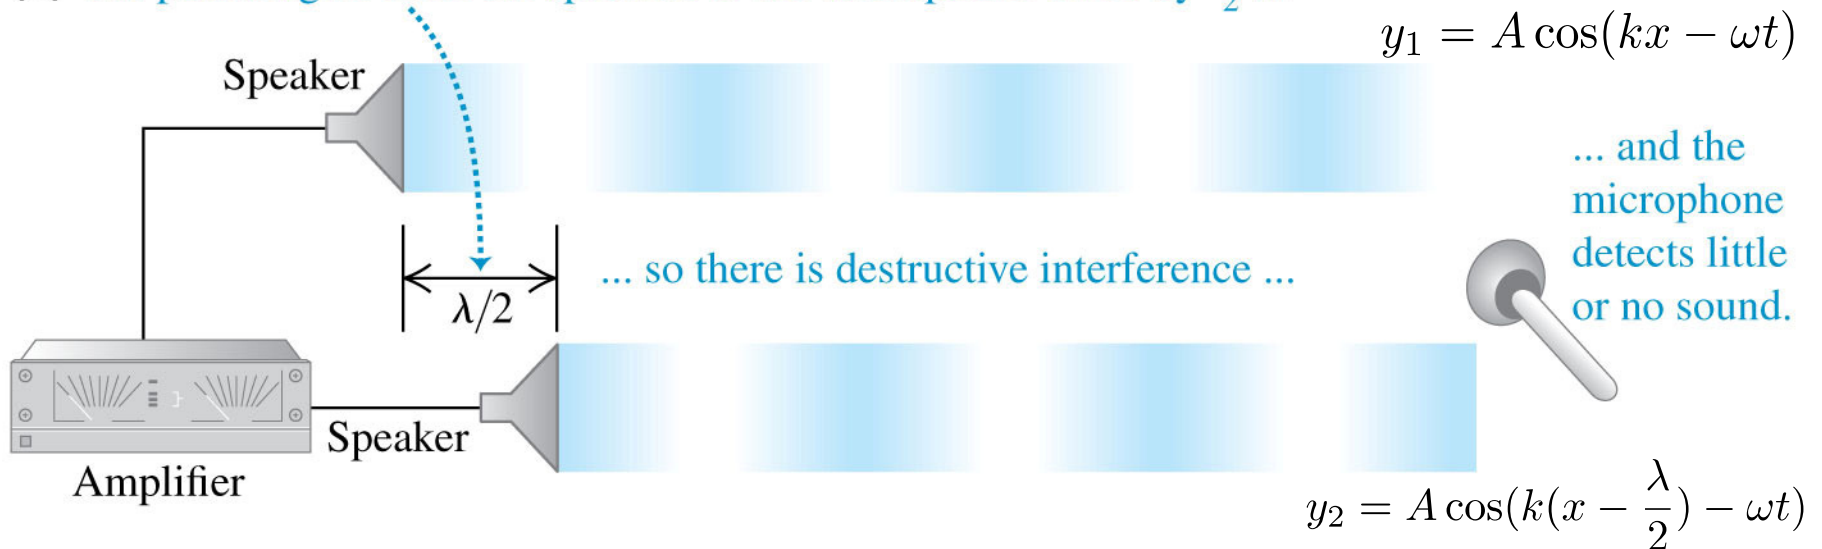 y₁ = A cos(kx − ωt)
Speaker
... and the
microphone
detects little
or no sound.
... so there is destructive interference ...
λ/2
Speaker
Amplifier
y₂ = A cos(k(x − λ/2) − ωt)